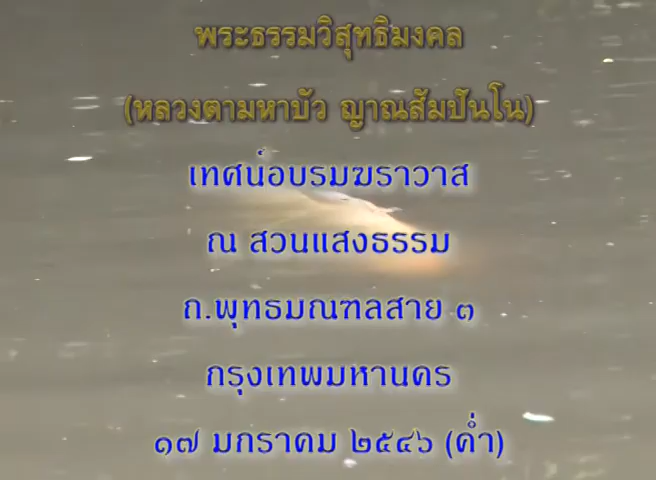 พระธรรมวิสุทธิมงคล
(หลวงตามหาบัว ญาณสัมปันโน)
เทศน์อบรมฆราวาส
ณ สวนแสงธรรม
ถ.พุทธมณฑลสาย ๓
กรุงเทพมหานคร
๑๗ มกราคม ๒๕๔๖ (ค่ำ)